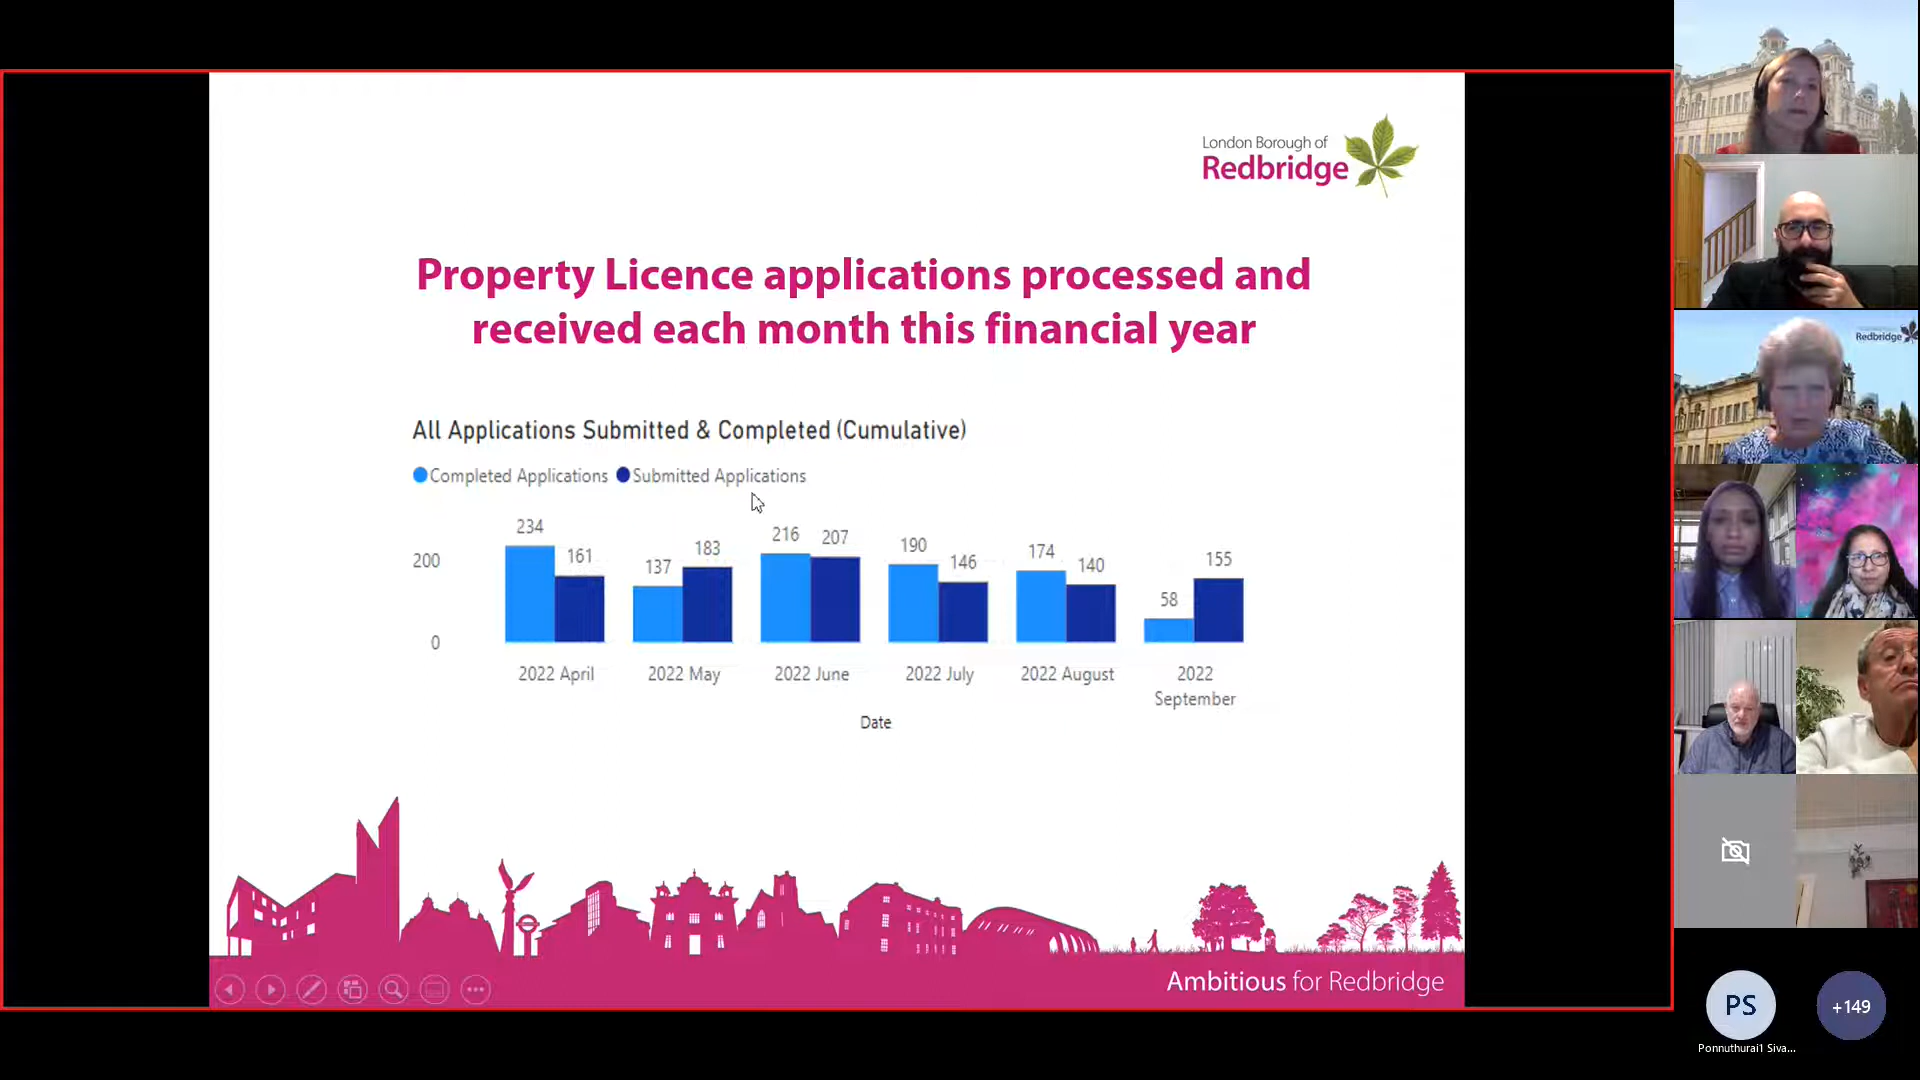 London Borough of
Redbridge
Property Licence applications processed and
received each month this financial year
All Applications Submitted & Completed (Cumulative)
Completed Applications Submitted Applications
234 161 137 183 216 207 190 146 174 140 58 155
200
0
2022 April 2022 May 2022 June 2022 July 2022 August 2022
September
Date
Ambitious for Redbridge
Redbridge
PS
+149
Ponnuthurai1 Siva...